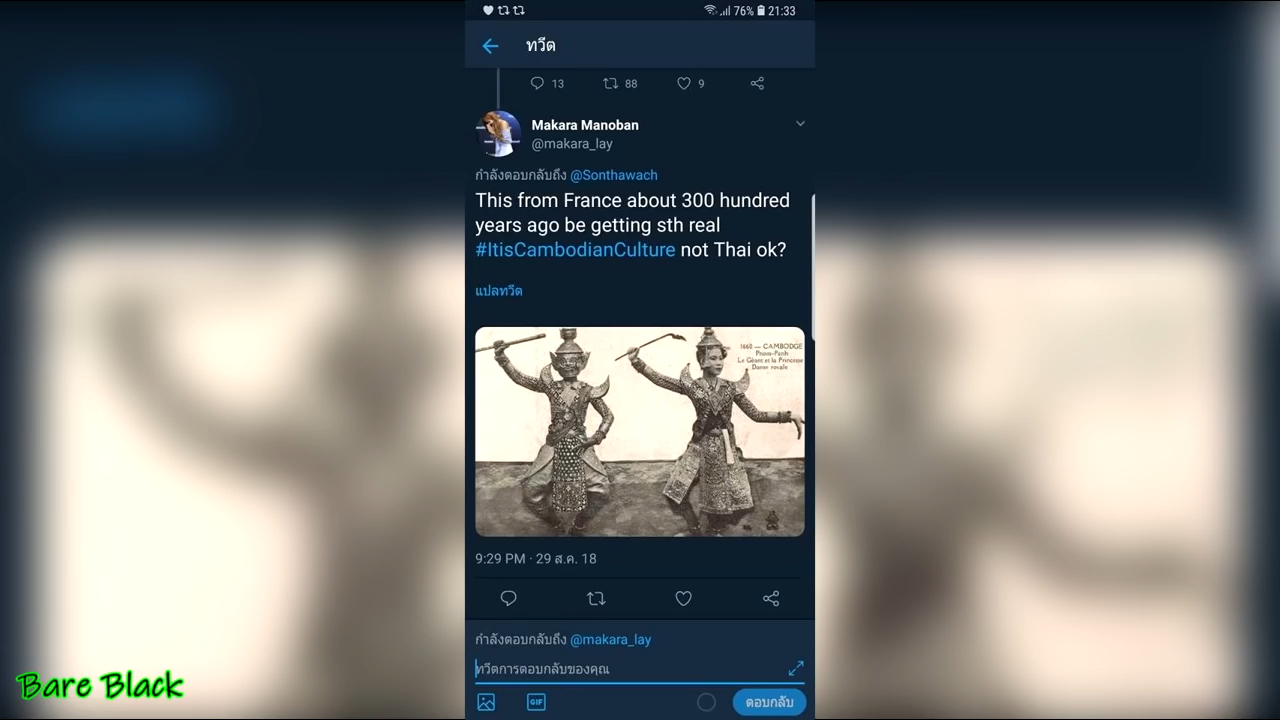 76% 21:33
ทวีต
13 88 9
Makara Manoban
@makara_lay
กำลังตอบกลับถึง @Sonthawach
This from France about 300 hundred
years ago be getting sth real
#ItisCambodianCulture not Thai ok?
แปลทวีต
1660 — CAMBODGE
Pnom-Penh
Le Géant et la Princesse
Danse royale
9:29 PM · 29 ส.ค. 18
กำลังตอบกลับถึง @makara_lay
ทวีตการตอบกลับของคุณ
GIF ตอบกลับ
Bare Black